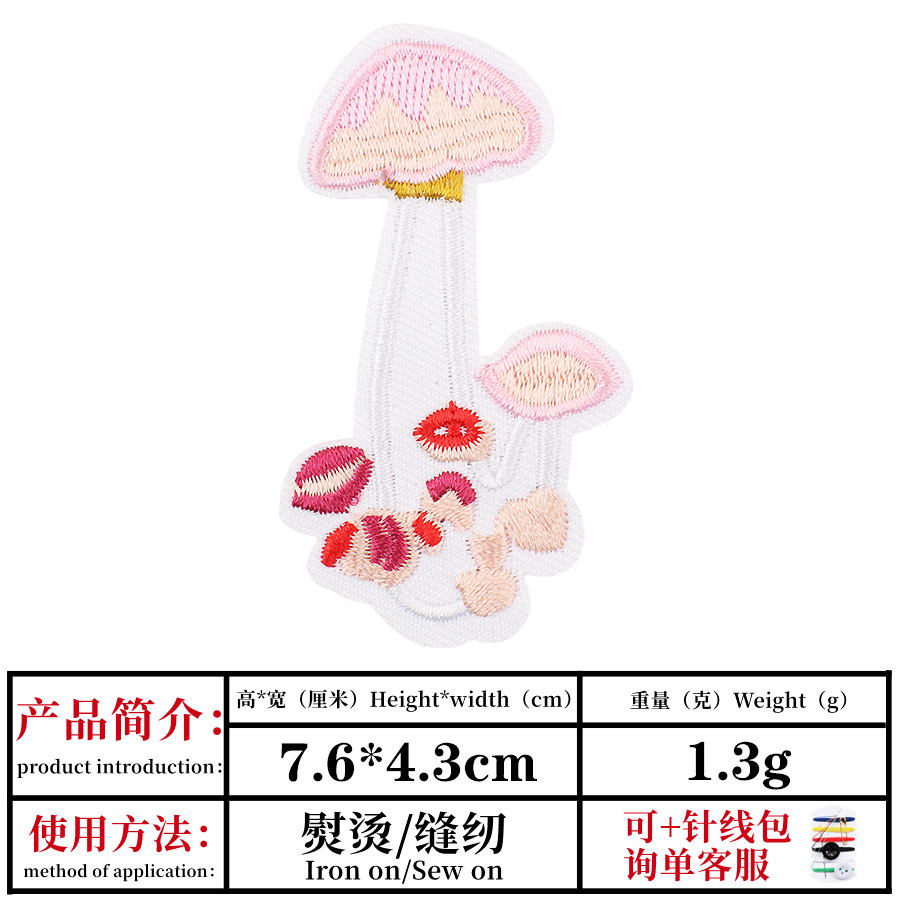 产品简介：
product introduction：
高*宽（厘米）Height*width（cm）
重量（克）Weight（g）
7.6*4.3cm
1.3g
使用方法：
method of application：
熨烫/缝纫
Iron on/Sew on
可+针线包
询单客服